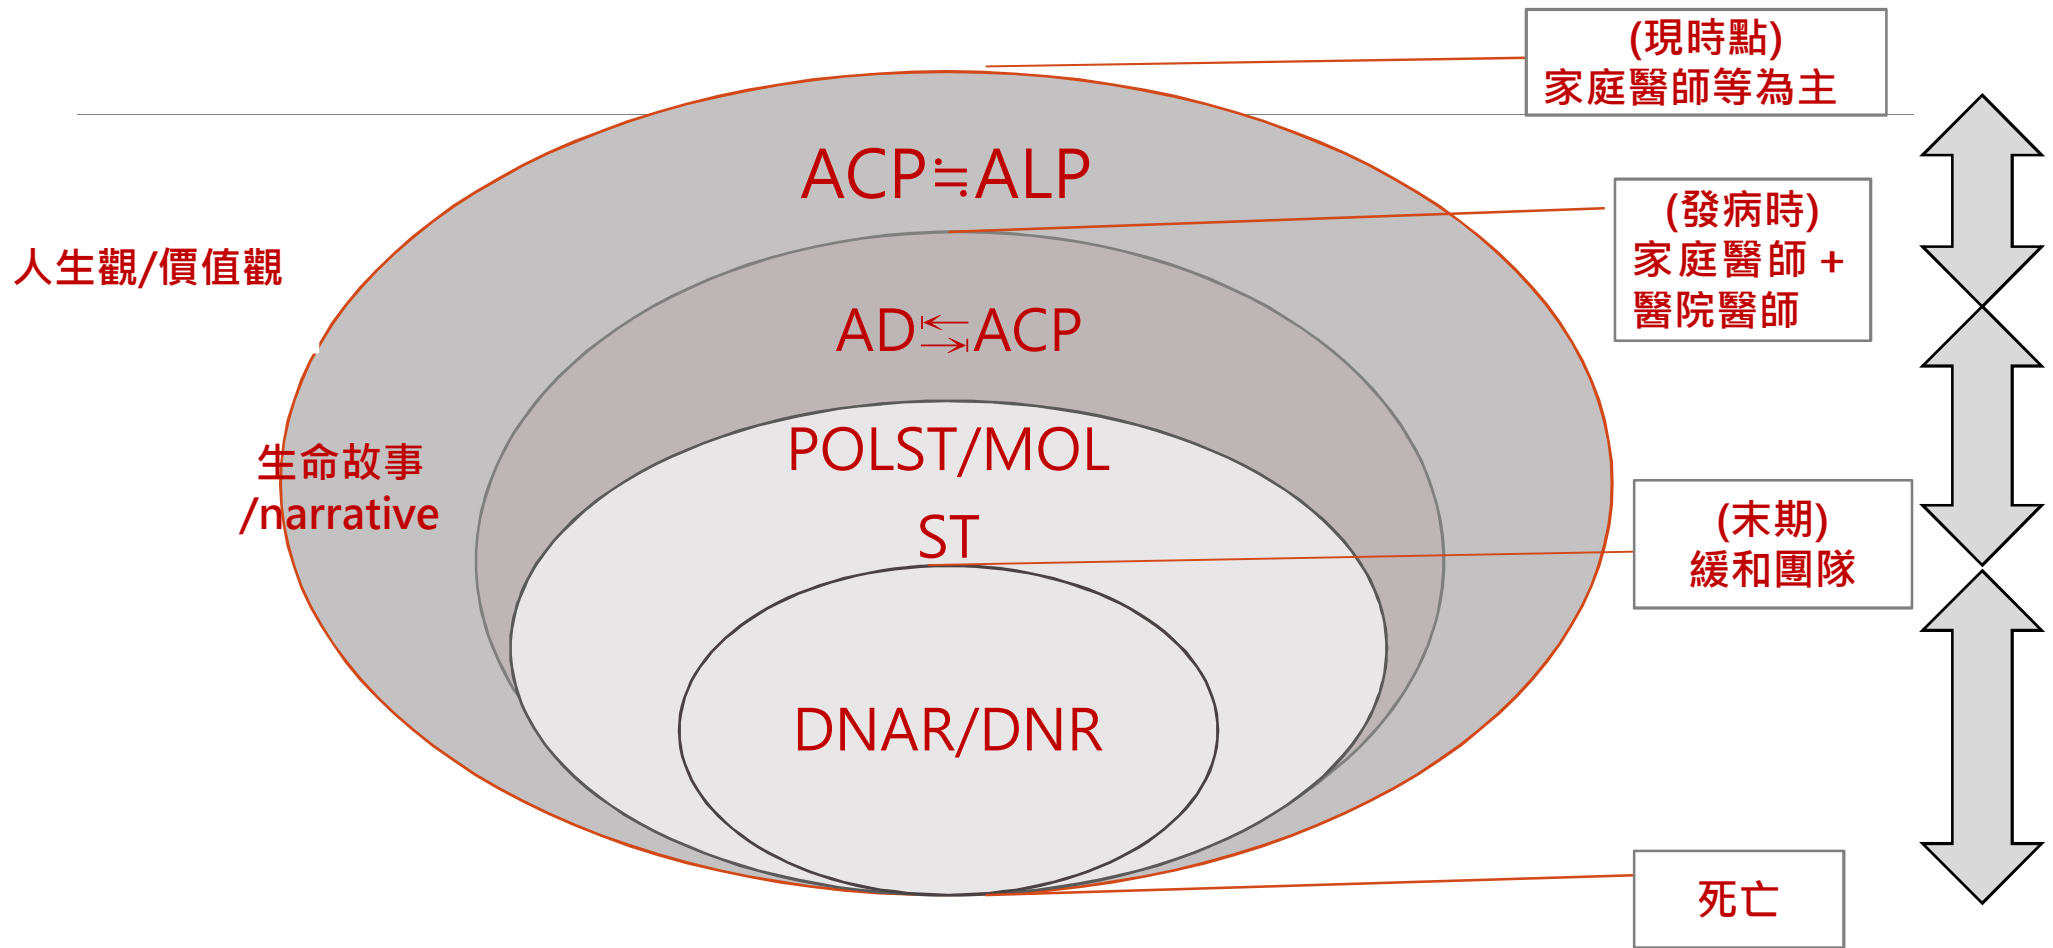 (現時點)
家庭醫師等為主
ACP≒ALP
(發病時)
家庭醫師 +
醫院醫師
人生觀/價值觀
AD⇆ACP
POLST/MOL
ST
生命故事
/narrative
(末期)
緩和團隊
DNAR/DNR
死亡